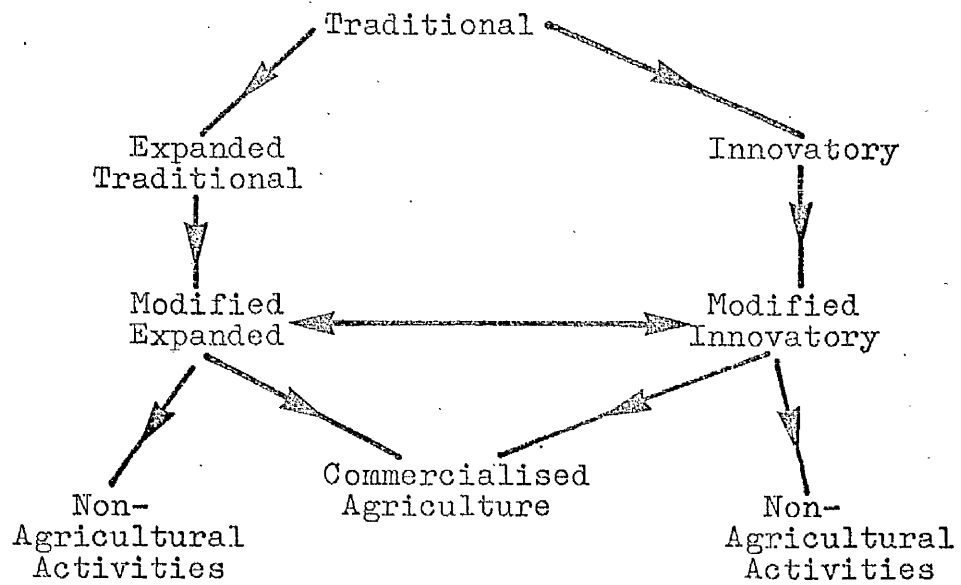 Traditional
Expanded
Traditional
Innovatory
Modified
Expanded
Modified
Innovatory
Commercialised
Agriculture
Non-
Agricultural
Activities
Non-
Agricultural
Activities